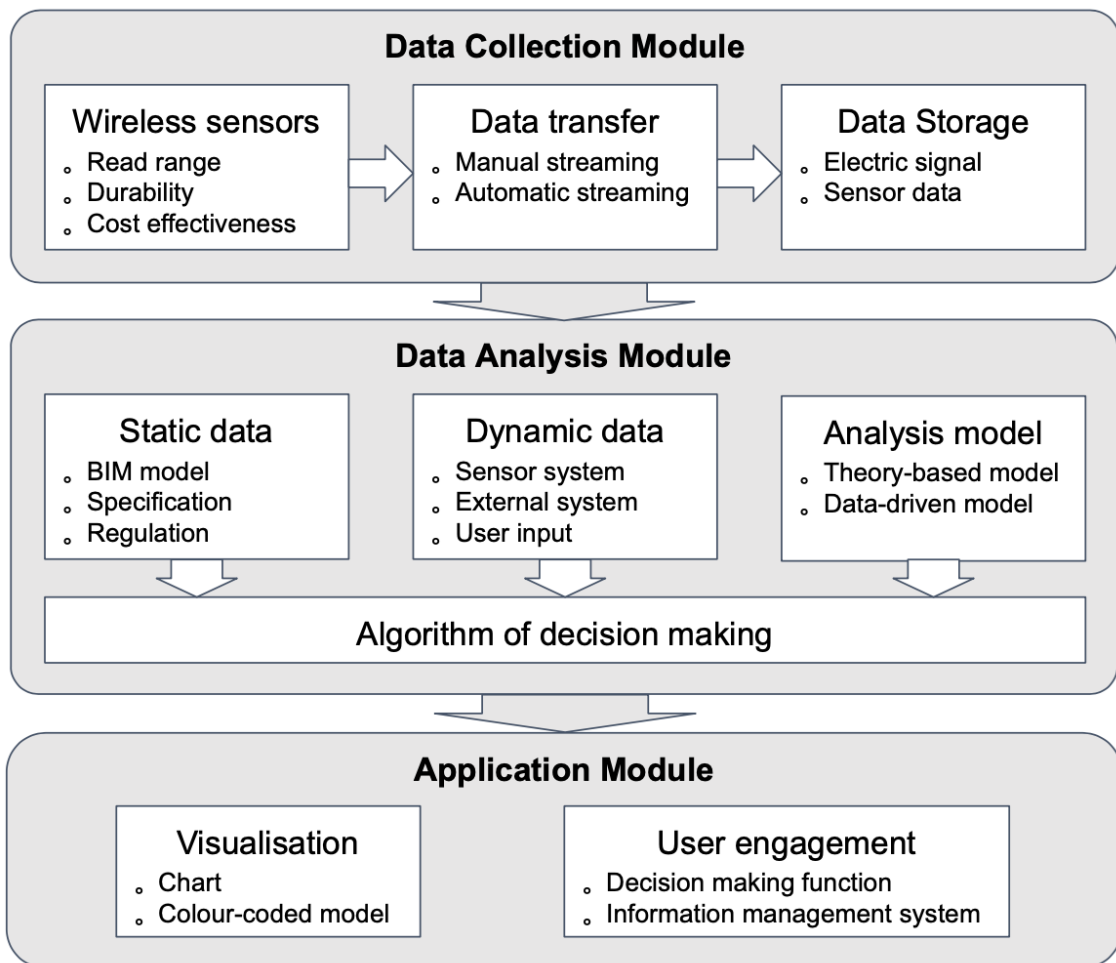 Data Collection Module
Wireless sensors
Read range
Durability
Cost effectiveness
Data transfer
Manual streaming
Automatic streaming
Data Storage
Electric signal
Sensor data
Data Analysis Module
Static data
BIM model
Specification
Regulation
Dynamic data
Sensor system
External system
User input
Analysis model
Theory-based model
Data-driven model
Algorithm of decision making
Application Module
Visualisation
Chart
Colour-coded model
User engagement
Decision making function
Information management system